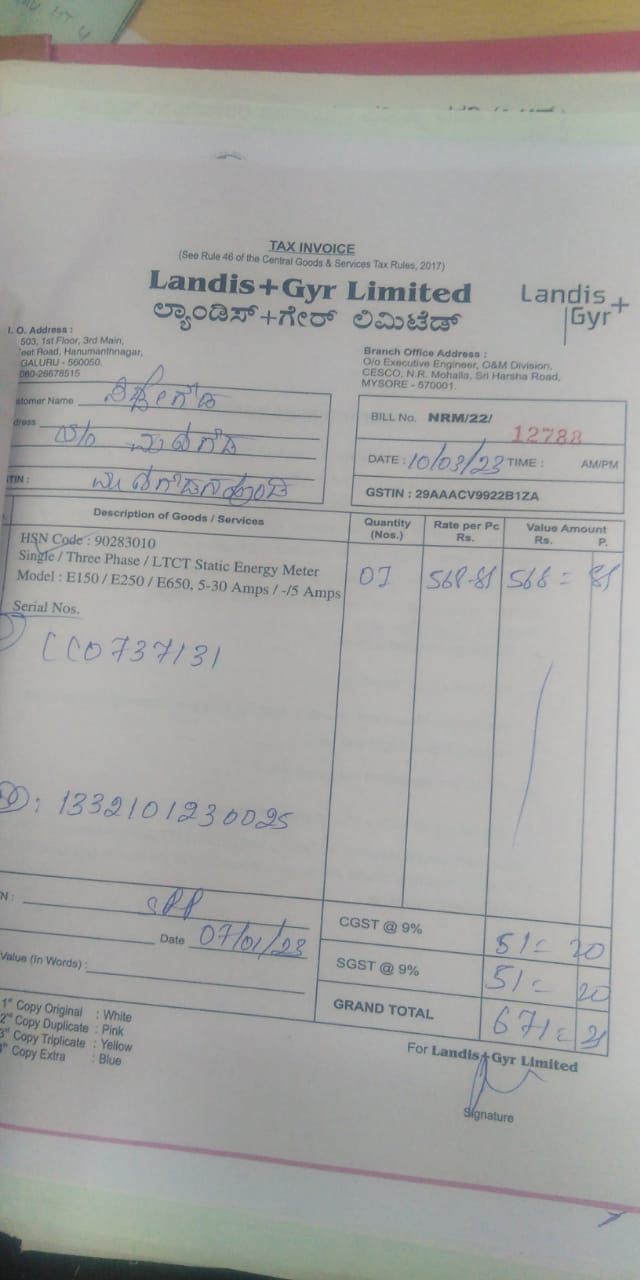 TAX INVOICE
(See Rule 46 of the Central Goods & Services Tax Rules, 2017)
Landis+Gyr Limited
ಲ್ಯಾಂಡಿಸ್+ಗೇರ್ ಲಿಮಿಟೆಡ್
Landis+
Gyr
I. O. Address :
503, 1st Floor, 3rd Main,
eet Road, Hanumanthnagar,
GALURU - 560050.
080-26678515
Branch Office Address :
O/o Executive Engineer, O&M Division,
CESCO, N.R. Mohalla, Sri Harsha Road,
MYSORE - 570001.
stomer Name
dress
TIN :
BILL No. NRM/22/ 12788
DATE : 10/03/23 TIME : AM/PM
GSTIN : 29AAACV9922B1ZA
Description of Goods / Services
Quantity (Nos.)
Rate per Pc Rs.
Value Amount Rs. P.
HSN Code : 90283010
Single / Three Phase / LTCT Static Energy Meter
Model : E150 / E250 / E650, 5-30 Amps / -/5 Amps
01 568-81 568 = 81
Serial Nos.
CC0737131
: 1332101230025
N :
Date 07/01/23
Value (In Words) :
CGST @ 9% 51 = 20
SGST @ 9% 51 = 20
GRAND TOTAL 671 = 21
1st Copy Original : White
2nd Copy Duplicate : Pink
3rd Copy Triplicate : Yellow
Copy Extra : Blue
For Landis+Gyr Limited
Signature